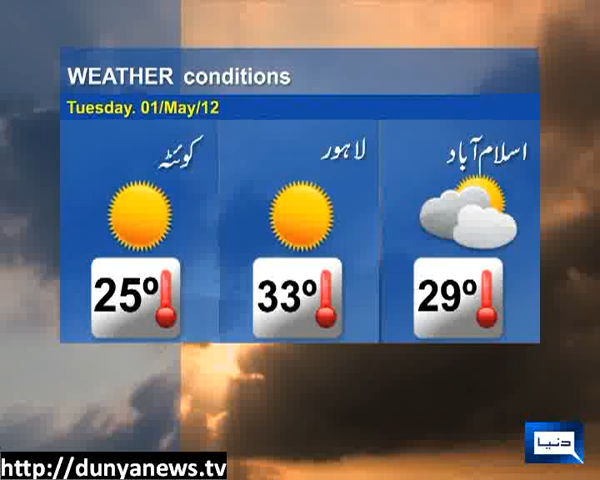 WEATHER conditions
Tuesday. 01/May/12
کوئٹہ لاہور اسلام آباد
25º 33º 29º
دنیا
http://dunyanews.tv